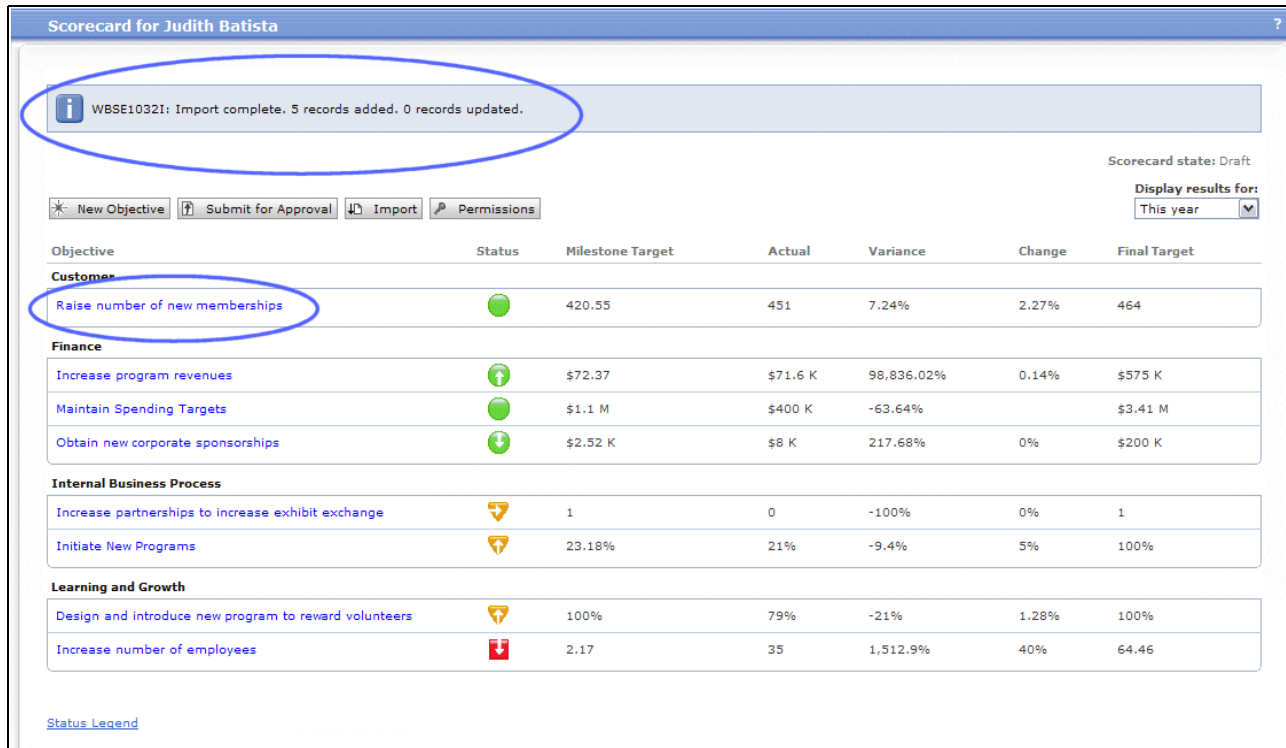 Scorecard for Judith Batista ?
i WBSE1032I: Import complete. 5 records added. 0 records updated.
Scorecard state: Draft
Display results for:
New Objective Submit for Approval Import Permissions This year
Objective Status Milestone Target Actual Variance Change Final Target
Customer
Raise number of new memberships 420.55 451 7.24% 2.27% 464
Finance
Increase program revenues $72.37 $71.6 K 98,836.02% 0.14% $575 K
Maintain Spending Targets $1.1 M $400 K -63.64% $3.41 M
Obtain new corporate sponsorships $2.52 K $8 K 217.68% 0% $200 K
Internal Business Process
Increase partnerships to increase exhibit exchange 1 0 -100% 0% 1
Initiate New Programs 23.18% 21% -9.4% 5% 100%
Learning and Growth
Design and introduce new program to reward volunteers 100% 79% -21% 1.28% 100%
Increase number of employees 2.17 35 1,512.9% 40% 64.46
Status Legend